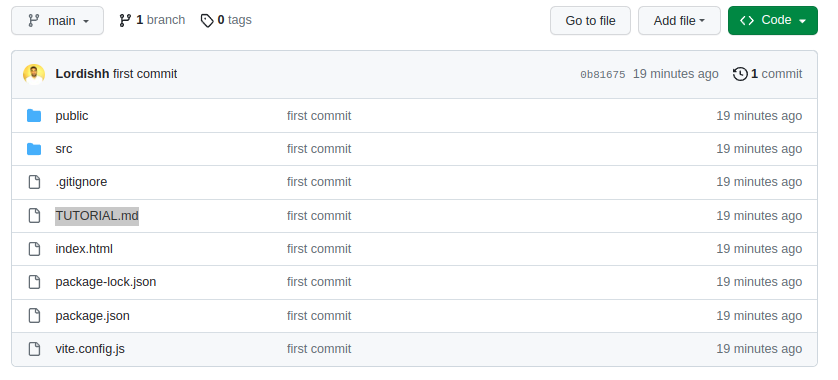 main 1 branch 0 tags Go to file Add file Code
Lordishh first commit 0b81675 19 minutes ago 1 commit
public first commit 19 minutes ago
src first commit 19 minutes ago
.gitignore first commit 19 minutes ago
TUTORIAL.md first commit 19 minutes ago
index.html first commit 19 minutes ago
package-lock.json first commit 19 minutes ago
package.json first commit 19 minutes ago
vite.config.js first commit 19 minutes ago